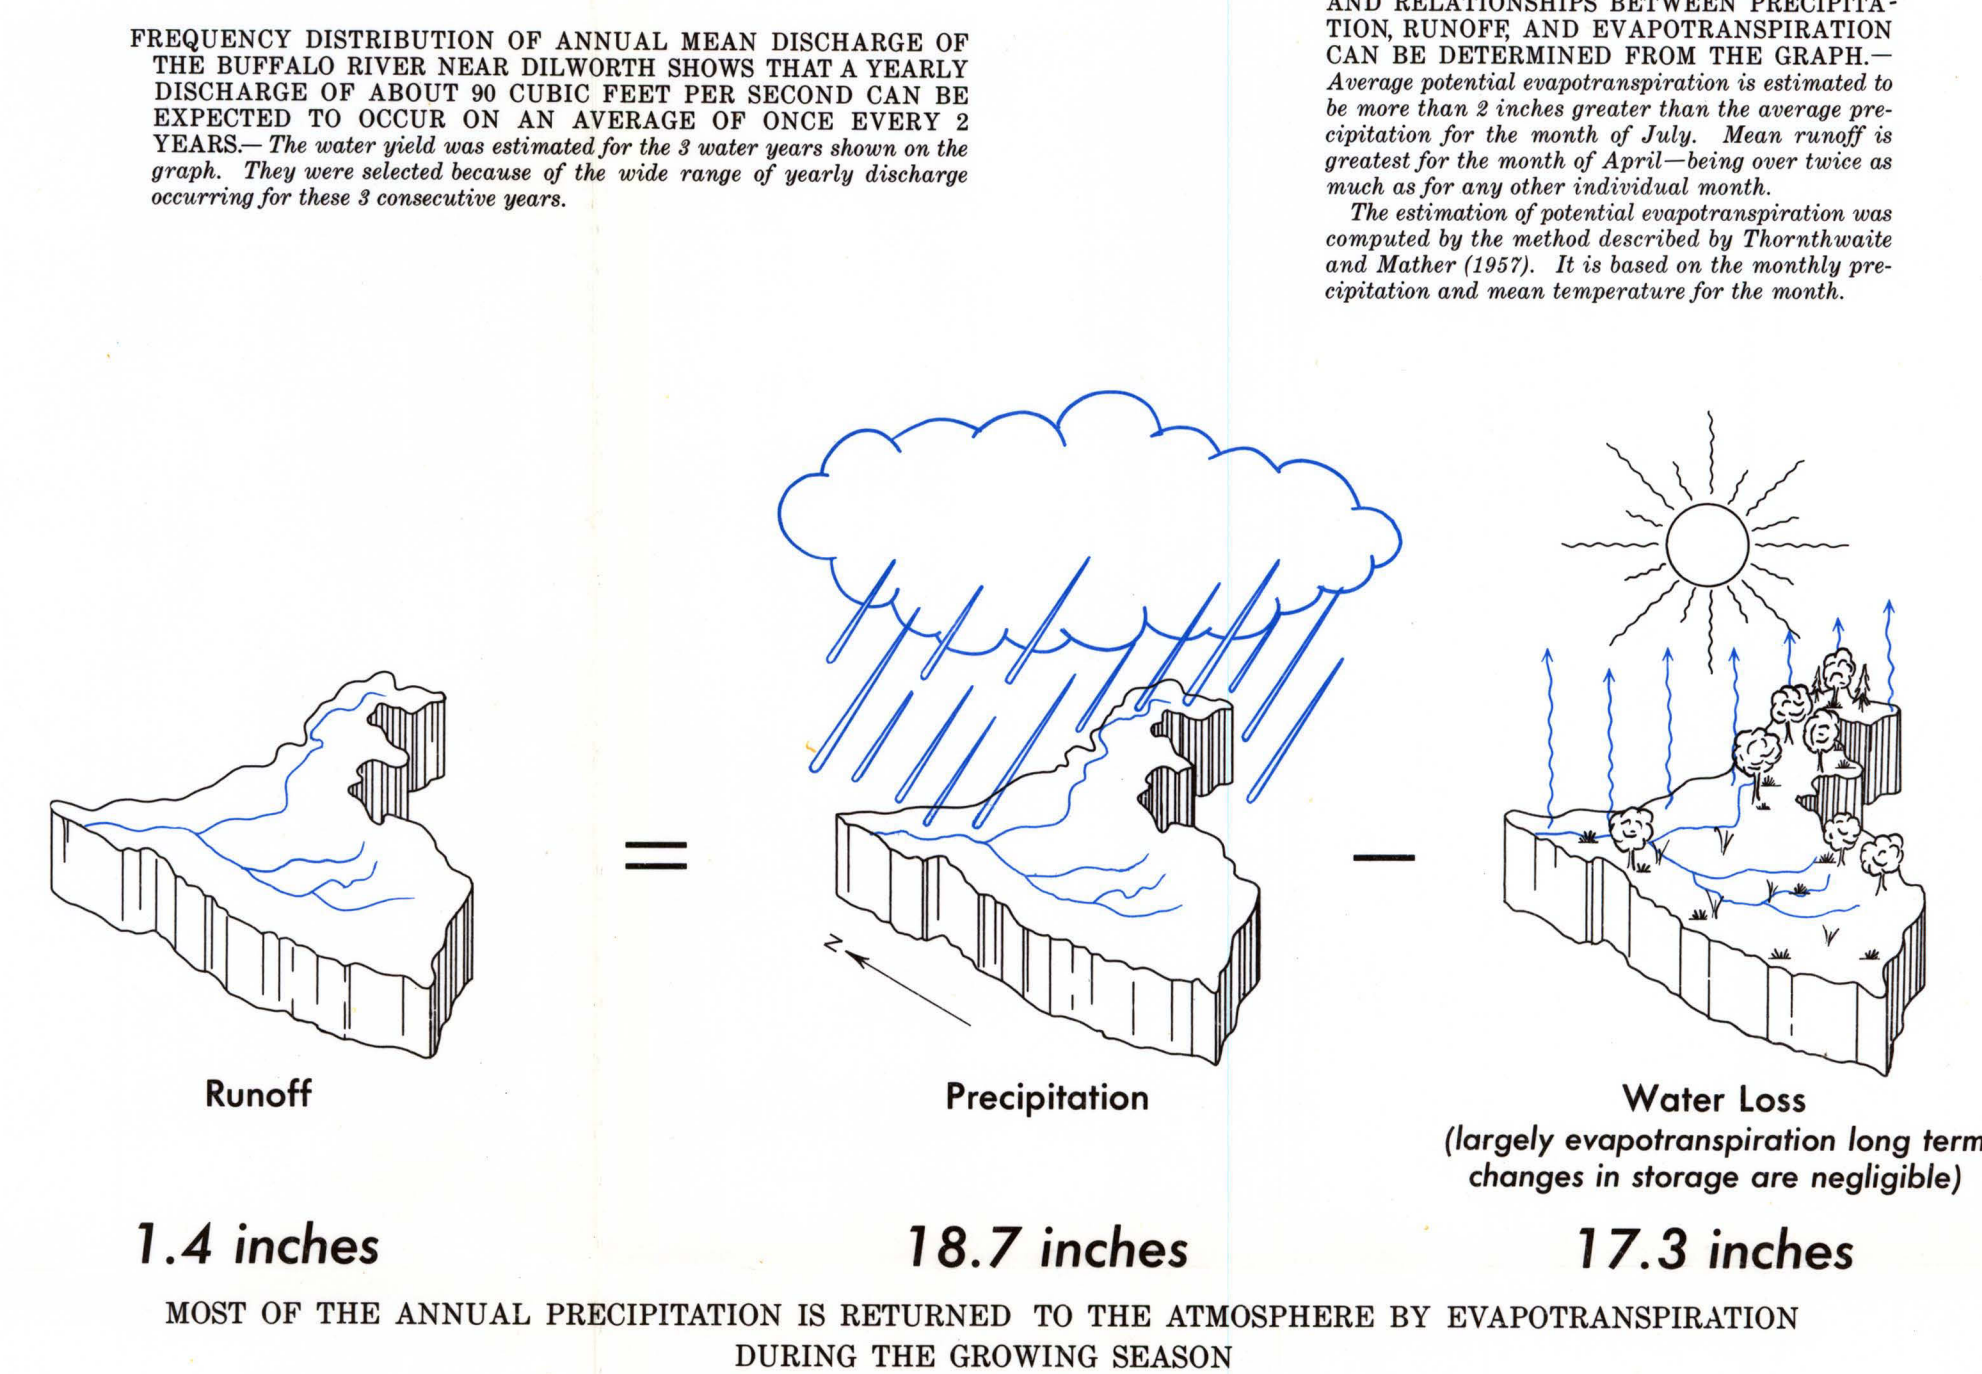 FREQUENCY DISTRIBUTION OF ANNUAL MEAN DISCHARGE OF
THE BUFFALO RIVER NEAR DILWORTH SHOWS THAT A YEARLY
DISCHARGE OF ABOUT 90 CUBIC FEET PER SECOND CAN BE
EXPECTED TO OCCUR ON AN AVERAGE OF ONCE EVERY 2
YEARS.— The water yield was estimated for the 3 water years shown on the
graph. They were selected because of the wide range of yearly discharge
occurring for these 3 consecutive years.
AND RELATIONSHIPS BETWEEN PRECIPITA-
TION, RUNOFF, AND EVAPOTRANSPIRATION
CAN BE DETERMINED FROM THE GRAPH.—
Average potential evapotranspiration is estimated to
be more than 2 inches greater than the average pre-
cipitation for the month of July. Mean runoff is
greatest for the month of April—being over twice as
much as for any other individual month.
The estimation of potential evapotranspiration was
computed by the method described by Thornthwaite
and Mather (1957). It is based on the monthly pre-
cipitation and mean temperature for the month.
=
—
N
Runoff
Precipitation
Water Loss
(largely evapotranspiration long term
changes in storage are negligible)
1.4 inches
18.7 inches
17.3 inches
MOST OF THE ANNUAL PRECIPITATION IS RETURNED TO THE ATMOSPHERE BY EVAPOTRANSPIRATION
DURING THE GROWING SEASON